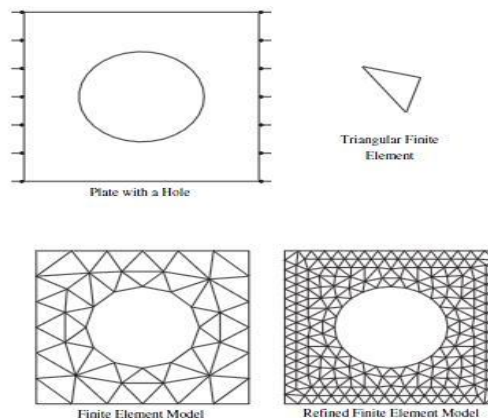 Plate with a Hole
Triangular Finite
Element
Finite Element Model
Refined Finite Element Model